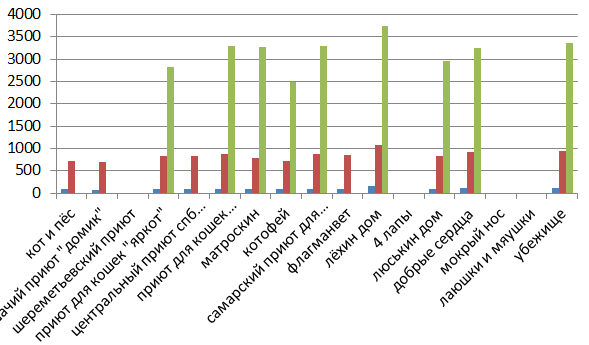 4000
3500
3000
2500
2000
1500
1000
500
0
кот и пёс
ачий приют "домик"
шереметьевский приют
приют для кошек "яркот"
центральный приют спб...
приют для кошек...
матроскин
котофей
самарский приют для...
флагманвет
лёхин дом
4 лапы
люськин дом
добрые сердца
мокрый нос
лаюшки и мяушки
убежище